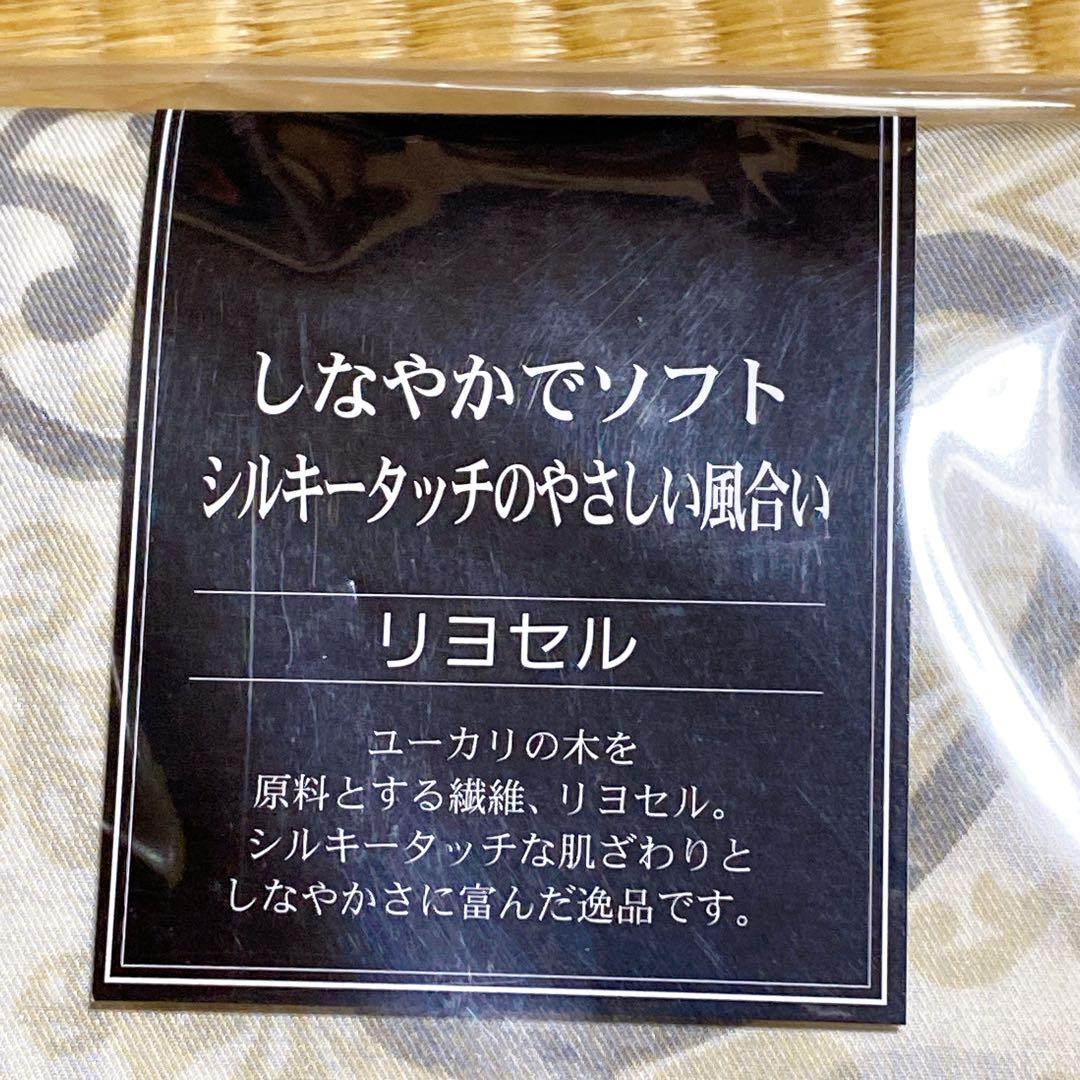 しなやかでソフト
シルキータッチのやさしい風合い
リヨセル
ユーカリの木を
原料とする繊維、リヨセル。
シルキータッチな肌ざわりと
しなやかさに富んだ逸品です。